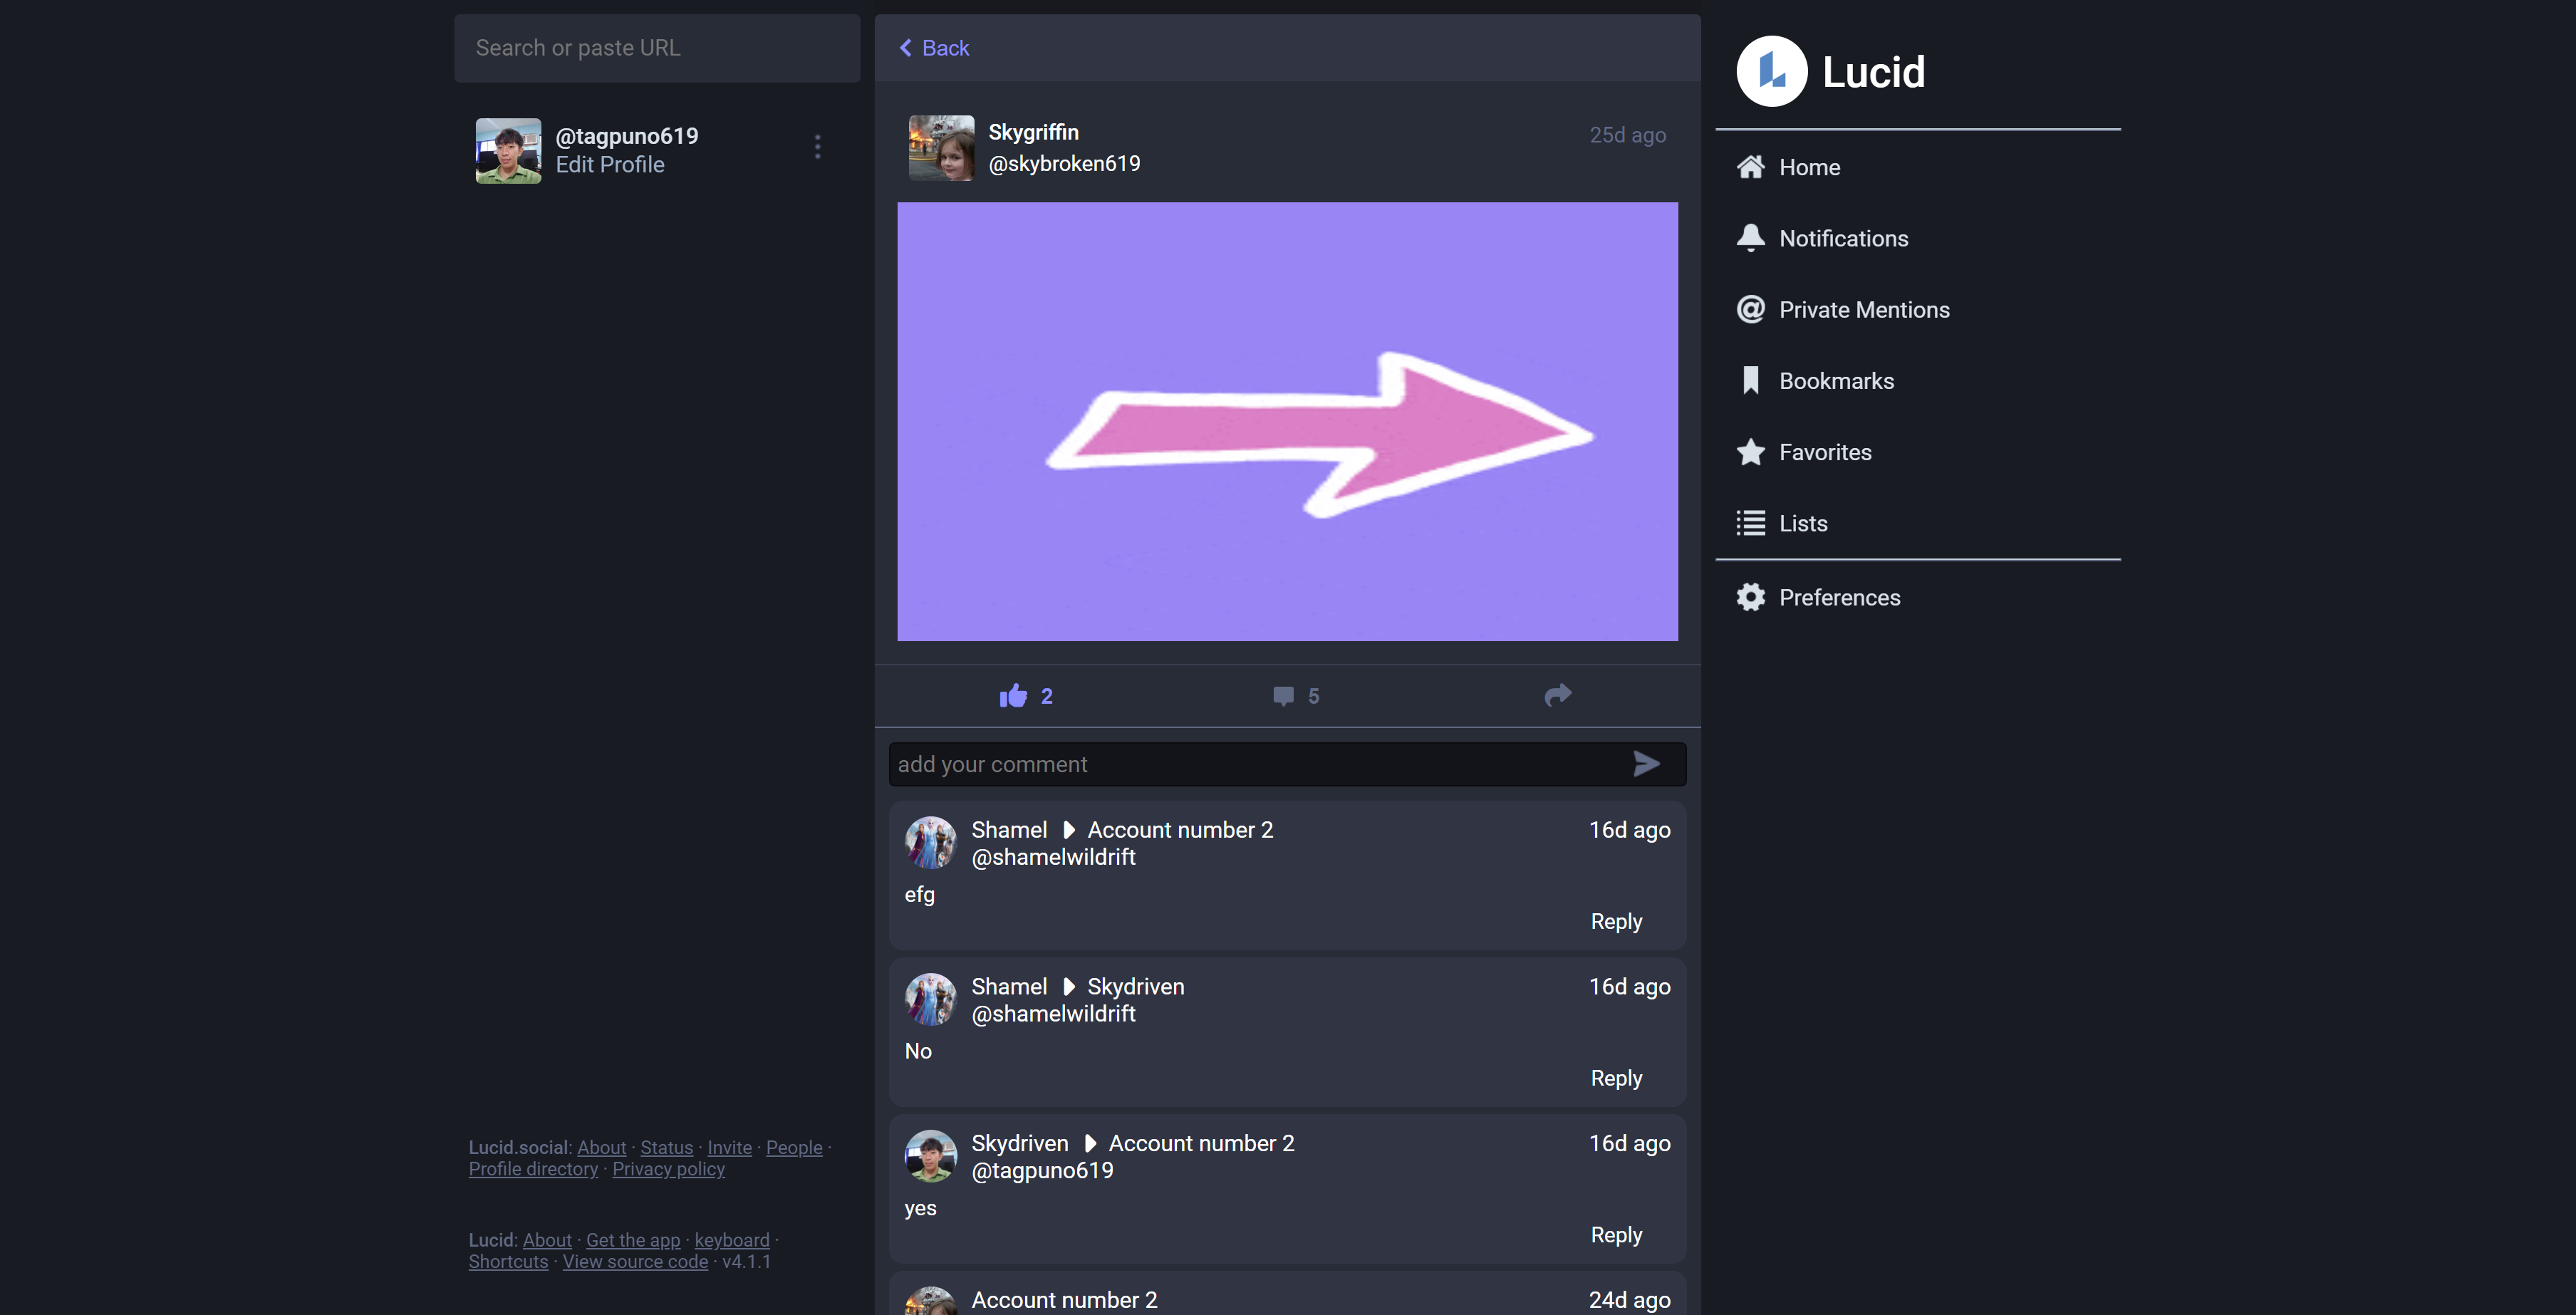 Search or paste URL
@tagpuno619
Edit Profile
Lucid.social: About · Status · Invite · People ·
Profile directory · Privacy policy
Lucid: About · Get the app · keyboard ·
Shortcuts · View source code · v4.1.1
Back
Skygriffin
@skybroken619
25d ago
2
5
add your comment
Shamel Account number 2
16d ago
@shamelwildrift
efg
Reply
Shamel Skydriven
16d ago
@shamelwildrift
No
Reply
Skydriven Account number 2
16d ago
@tagpuno619
yes
Reply
Account number 2
24d ago
Lucid
Home
Notifications
Private Mentions
Bookmarks
Favorites
Lists
Preferences